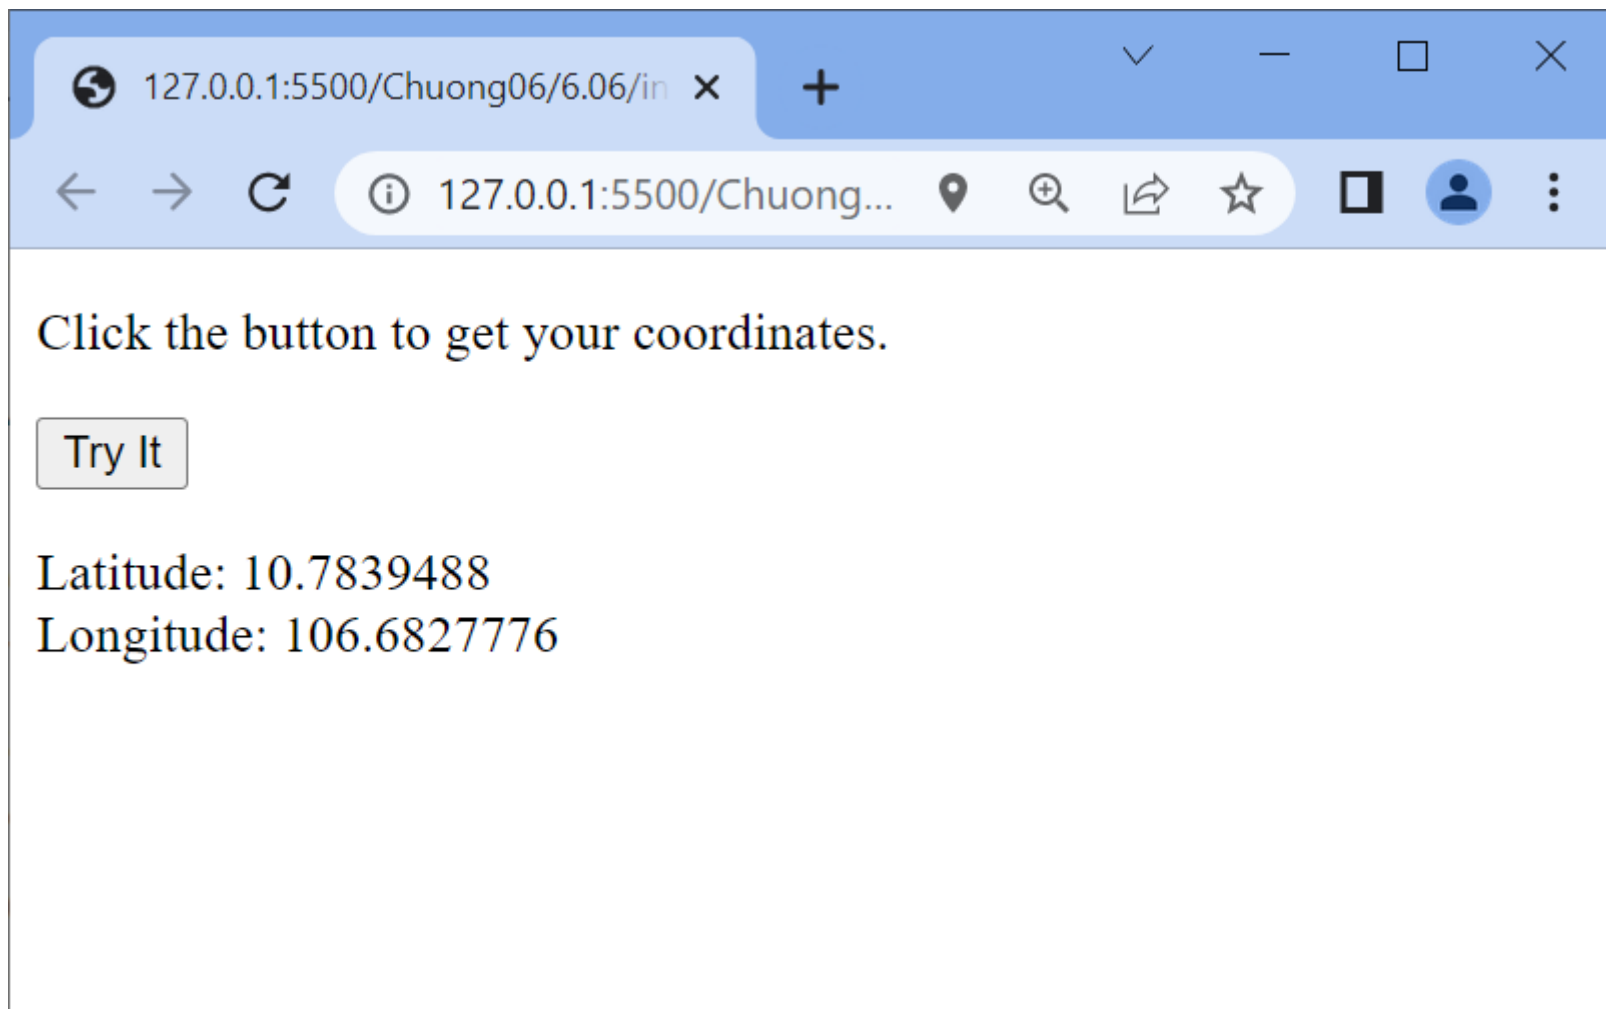 127.0.0.1:5500/Chuong06/6.06/in
127.0.0.1:5500/Chuong...
Click the button to get your coordinates.
Try It
Latitude: 10.7839488
Longitude: 106.6827776